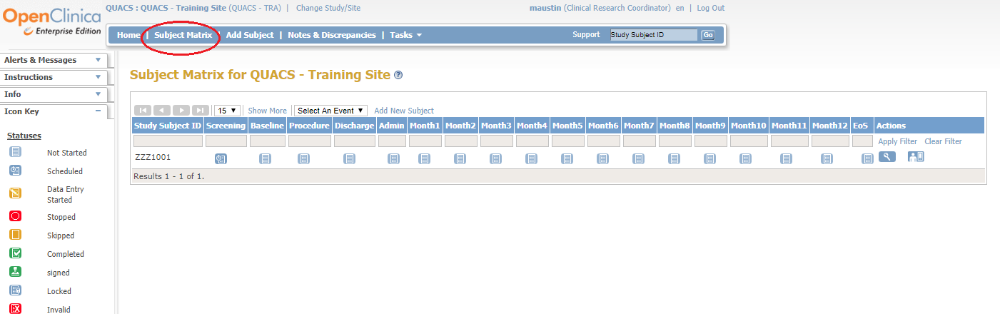 QUACS : QUACS - Training Site (QUACS - TRA) | Change Study/Site maustin (Clinical Research Coordinator) en | Log Out
OpenClinica
Enterprise Edition
Home | Subject Matrix | Add Subject | Notes & Discrepancies | Tasks Support Study Subject ID Go
Alerts & Messages
Instructions
Info
Icon Key
Statuses
Not Started
Scheduled
Data Entry
Started
Stopped
Skipped
Completed
signed
Locked
Invalid
Subject Matrix for QUACS - Training Site ?
15 Show More Select An Event Add New Subject
Study Subject ID Screening Baseline Procedure Discharge Admin Month1 Month2 Month3 Month4 Month5 Month6 Month7 Month8 Month9 Month10 Month11 Month12 EoS Actions
Apply Filter Clear Filter
ZZZ1001
Results 1 - 1 of 1.